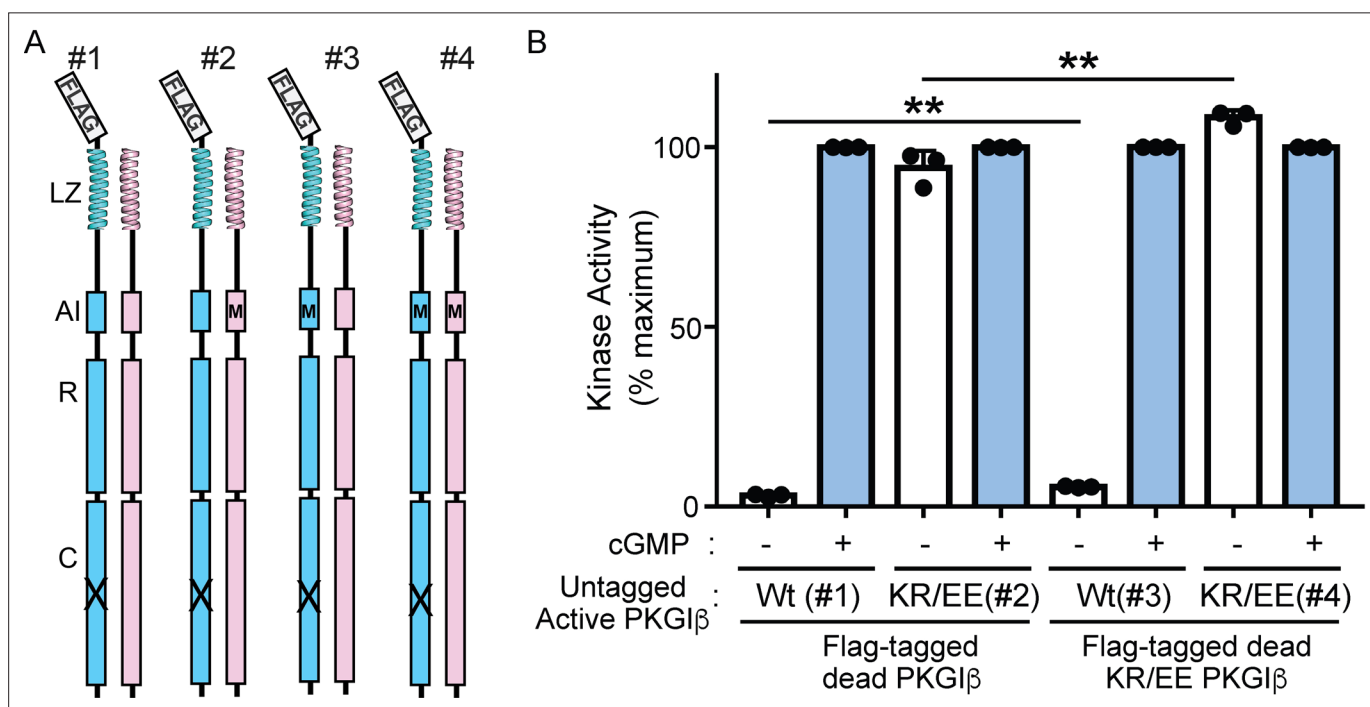 A
#1 #2 #3 #4
FLAG FLAG FLAG FLAG
LZ
AI
M M M M
R
C
X X X X
B
**
**
Kinase Activity
(% maximum)
100
50
0
cGMP : - + - + - + - +
Untagged
Active PKGIβ : Wt (#1) KR/EE(#2) Wt(#3) KR/EE(#4)
Flag-tagged
dead PKGIβ
Flag-tagged dead
KR/EE PKGIβ